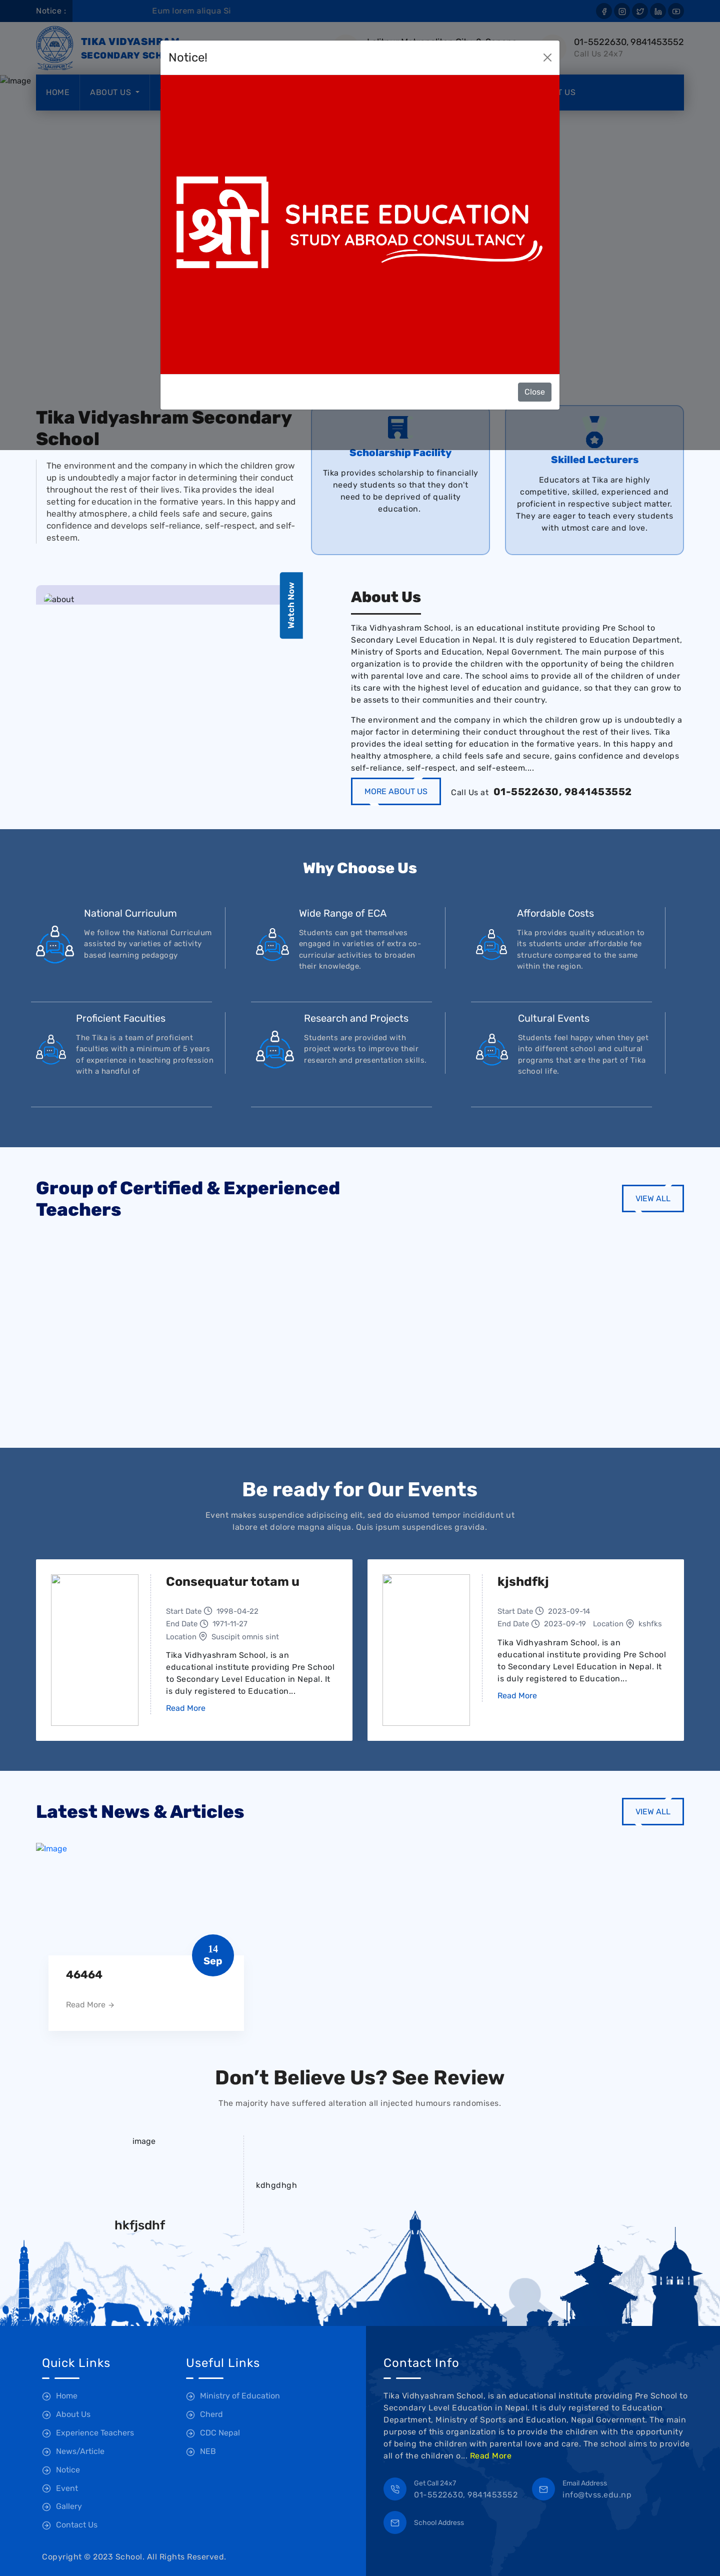 Notice :
Eum lorem aliqua Si
TIKA VIDYASHRAM
SECONDARY
01-5522630, 9841453552
Call Us 24x7
Image
HOME
ABOUT US
Notice!
श्री
SHREE EDUCATION
STUDY ABROAD CONSULTANCY
Close
Tika Vidyashram Secondary
School
The environment and the company in which the children grow
up is undoubtedly a major factor in determining their conduct
throughout the rest of their lives. Tika provides the ideal
setting for education in the formative years. In this happy and
healthy atmosphere, a child feels safe and secure, gains
confidence and develops self-reliance, self-respect, and self-
esteem.
Scholarship Facility
Tika provides scholarship to financially
needy students so that they don't
need to be deprived of quality
education.
Skilled Lecturers
Educators at Tika are highly
competitive, skilled, experienced and
proficient in respective subject matter.
They are eager to teach every students
with utmost care and love.
about
Watch Now
About Us
Tika Vidhyashram School, is an educational institute providing Pre School to
Secondary Level Education in Nepal. It is duly registered to Education Department,
Ministry of Sports and Education, Nepal Government. The main purpose of this
organization is to provide the children with the opportunity of being the children
with parental love and care. The school aims to provide all of the children of under
its care with the highest level of education and guidance, so that they can grow to
be assets to their communities and their country.
The environment and the company in which the children grow up is undoubtedly a
major factor in determining their conduct throughout the rest of their lives. Tika
provides the ideal setting for education in the formative years. In this happy and
healthy atmosphere, a child feels safe and secure, gains confidence and develops
self-reliance, self-respect, and self-esteem....
MORE ABOUT US
Call Us at 01-5522630, 9841453552
Why Choose Us
National Curriculum
We follow the National Curriculum
assisted by varieties of activity
based learning pedagogy
Wide Range of ECA
Students can get themselves
engaged in varieties of extra co-
curricular activities to broaden
their knowledge.
Affordable Costs
Tika provides quality education to
Its students under affordable fee
structure compared to the same
within the region.
Proficient Faculties
The Tika is a team of proficient
faculties with a minimum of 5 years
of experience in teaching profession
with a handful of
Research and Projects
Students are provided with
project works to improve their
research and presentation skills.
Cultural Events
Students feel happy when they get
into different school and cultural
programs that are the part of Tika
school life.
Group of Certified & Experienced
Teachers
VIEW ALL
Be ready for Our Events
Event makes suspendice adipiscing elit, sed do eiusmod tempor incididunt ut
labore et dolore magna aliqua. Quis ipsum suspendices gravida.
Consequatur totam u
Start Date 1998-04-22
End Date 1971-11-27
Location Suscipit omnis sint
Tika Vidhyashram School, is an
educational institute providing Pre School
to Secondary Level Education in Nepal. It
is duly registered to Education...
Read More
kjshdfkj
Start Date 2023-09-14
End Date 2023-09-19 Location kshfks
Tika Vidhyashram School, is an
educational institute providing Pre School
to Secondary Level Education in Nepal. It
is duly registered to Education...
Read More
Latest News & Articles
VIEW ALL
Image
14
Sep
46464
Read More
Don't Believe Us? See Review
The majority have suffered alteration all injected humours randomises.
image
kdhgdhgh
hkfjsdhf
Quick Links
Home
About Us
Experience Teachers
News/Article
Notice
Event
Gallery
Contact Us
Useful Links
Ministry of Education
Cherd
CDC Nepal
NEB
Copyright © 2023 School. All Rights Reserved.
Contact Info
Tika Vidhyashram School, is an educational institute providing Pre School to
Secondary Level Education in Nepal. It is duly registered to Education
Department, Ministry of Sports and Education, Nepal Government. The main
purpose of this organization is to provide the children with the opportunity
of being the children with parental love and care. The school aims to provide
all of the children o... Read More
Get Call 24x7
01-5522630, 9841453552
Email Address
info@tvss.edu.np
School Address